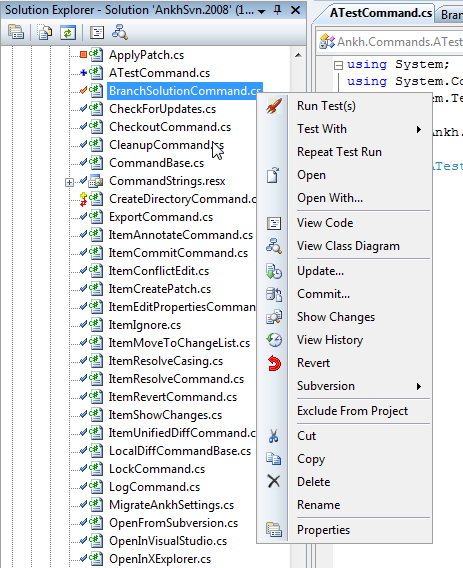 Solution Explorer - Solution 'AnkhSvn.2008' (1...
ATestCommand.cs
Bran
Ankh.Commands.ATes
using System;
using System.Co
m.Te
Ankh.
ATest
ApplyPatch.cs
ATestCommand.cs
BranchSolutionCommand.cs
CheckForUpdates.cs
CheckoutCommand.cs
CleanupCommand.cs
CommandBase.cs
CommandStrings.resx
CreateDirectoryCommand.c
ExportCommand.cs
ItemAnnotateCommand.cs
ItemCommitCommand.cs
ItemConflictEdit.cs
ItemCreatePatch.cs
ItemEditPropertiesComman
ItemIgnore.cs
ItemMoveToChangeList.cs
ItemResolveCasing.cs
ItemResolveCommand.cs
ItemRevertCommand.cs
ItemShowChanges.cs
ItemUnifiedDiffCommand.cs
LocalDiffCommandBase.cs
LockCommand.cs
LogCommand.cs
MigrateAnkhSettings.cs
OpenFromSubversion.cs
OpenInVisualStudio.cs
OpenInXExplorer.cs
Run Test(s)
Test With
Repeat Test Run
Open
Open With...
View Code
View Class Diagram
Update...
Commit...
Show Changes
View History
Revert
Subversion
Exclude From Project
Cut
Copy
Delete
Rename
Properties